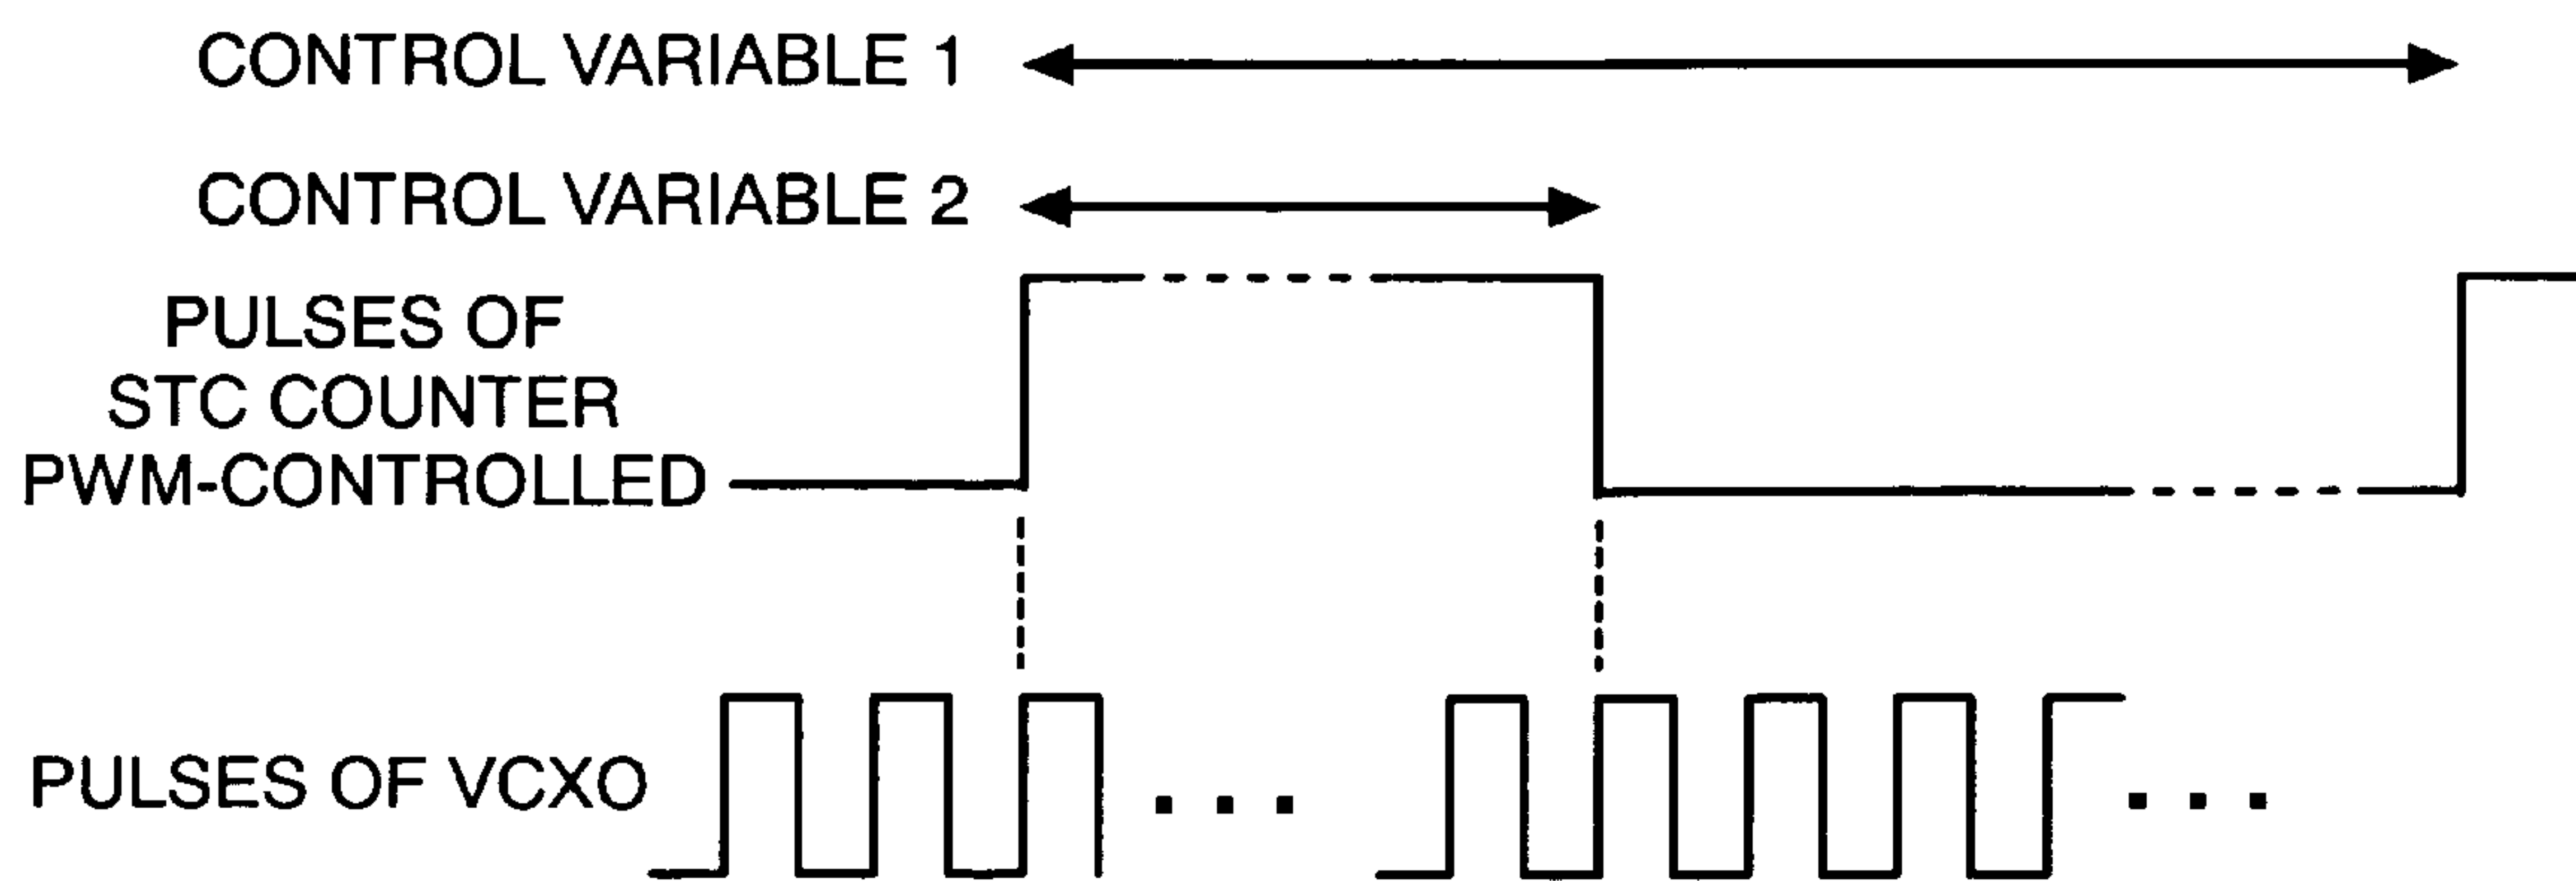 CONTROL VARIABLE 1
CONTROL VARIABLE 2
PULSES OF
STC COUNTER
PWM-CONTROLLED
PULSES OF VCXO